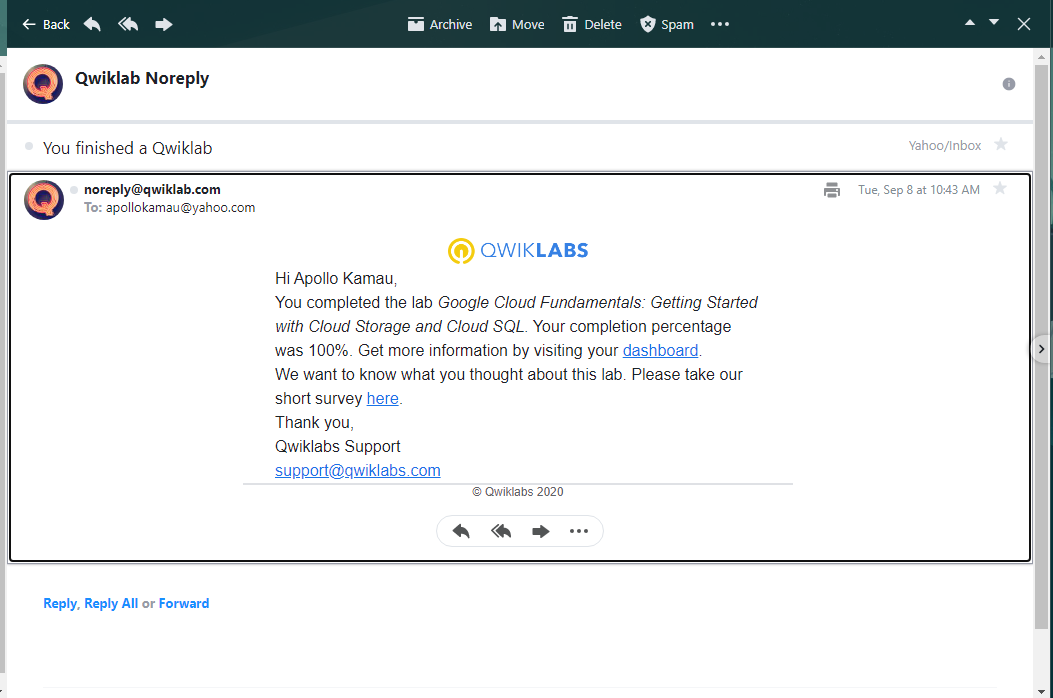 Back Archive Move Delete Spam
Qwiklab Noreply
You finished a Qwiklab Yahoo/Inbox
noreply@qwiklab.com Tue, Sep 8 at 10:43 AM
To: apollokamau@yahoo.com
QWIKLABS
Hi Apollo Kamau,
You completed the lab Google Cloud Fundamentals: Getting Started
with Cloud Storage and Cloud SQL. Your completion percentage
was 100%. Get more information by visiting your dashboard.
We want to know what you thought about this lab. Please take our
short survey here.
Thank you,
Qwiklabs Support
support@qwiklabs.com
© Qwiklabs 2020
Reply, Reply All or Forward